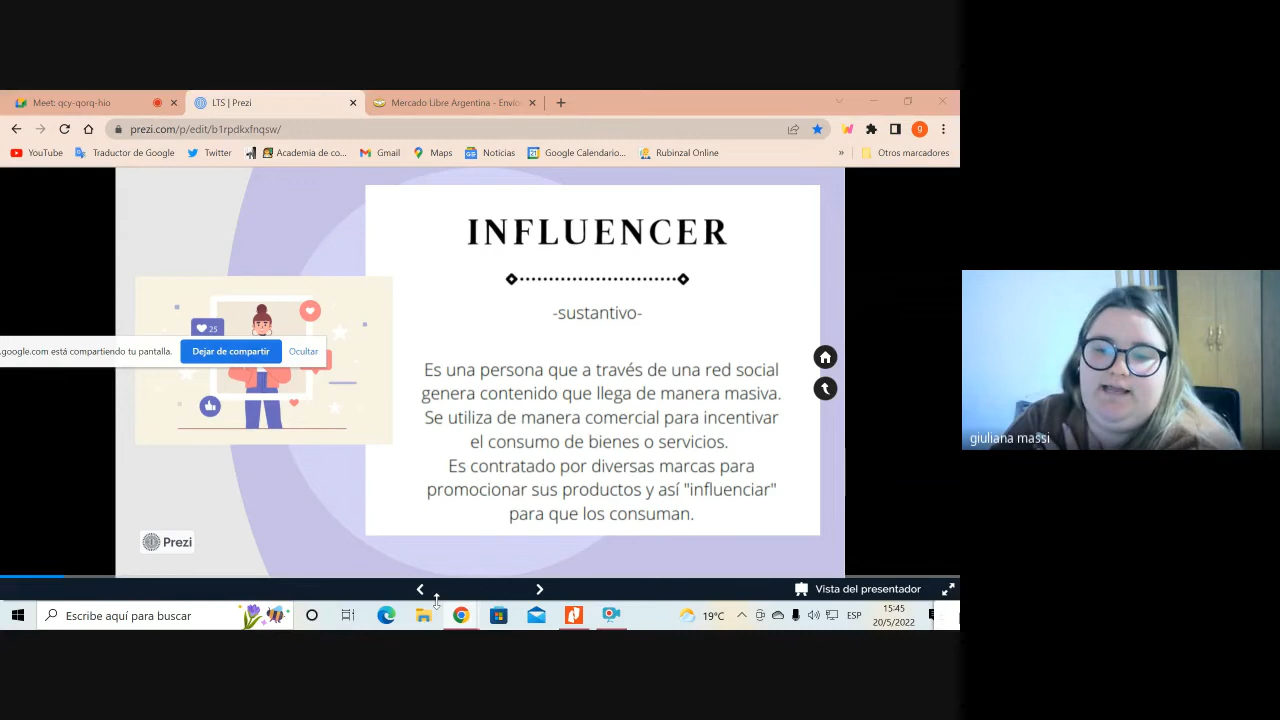 Meet: qcy-qorq-hio
LTS | Prezi
Mercado Libre Argentina - Envío
prezi.com/p/edit/b1rpdkxfnqsw/
g
YouTube
Traductor de Google
Twitter
Academia de co...
Gmail
Maps
Noticias
Google Calendario...
Rubinzal Online
»
Otros marcadores
INFLUENCER
-sustantivo-
25
.google.com está compartiendo tu pantalla.
Dejar de compartir
Ocultar
Es una persona que a través de una red social
genera contenido que llega de manera masiva.
Se utiliza de manera comercial para incentivar
el consumo de bienes o servicios.
Es contratado por diversas marcas para
promocionar sus productos y así "influenciar"
para que los consuman.
giuliana massi
Prezi
Vista del presentador
Escribe aquí para buscar
19°C
ESP
15:45
20/5/2022